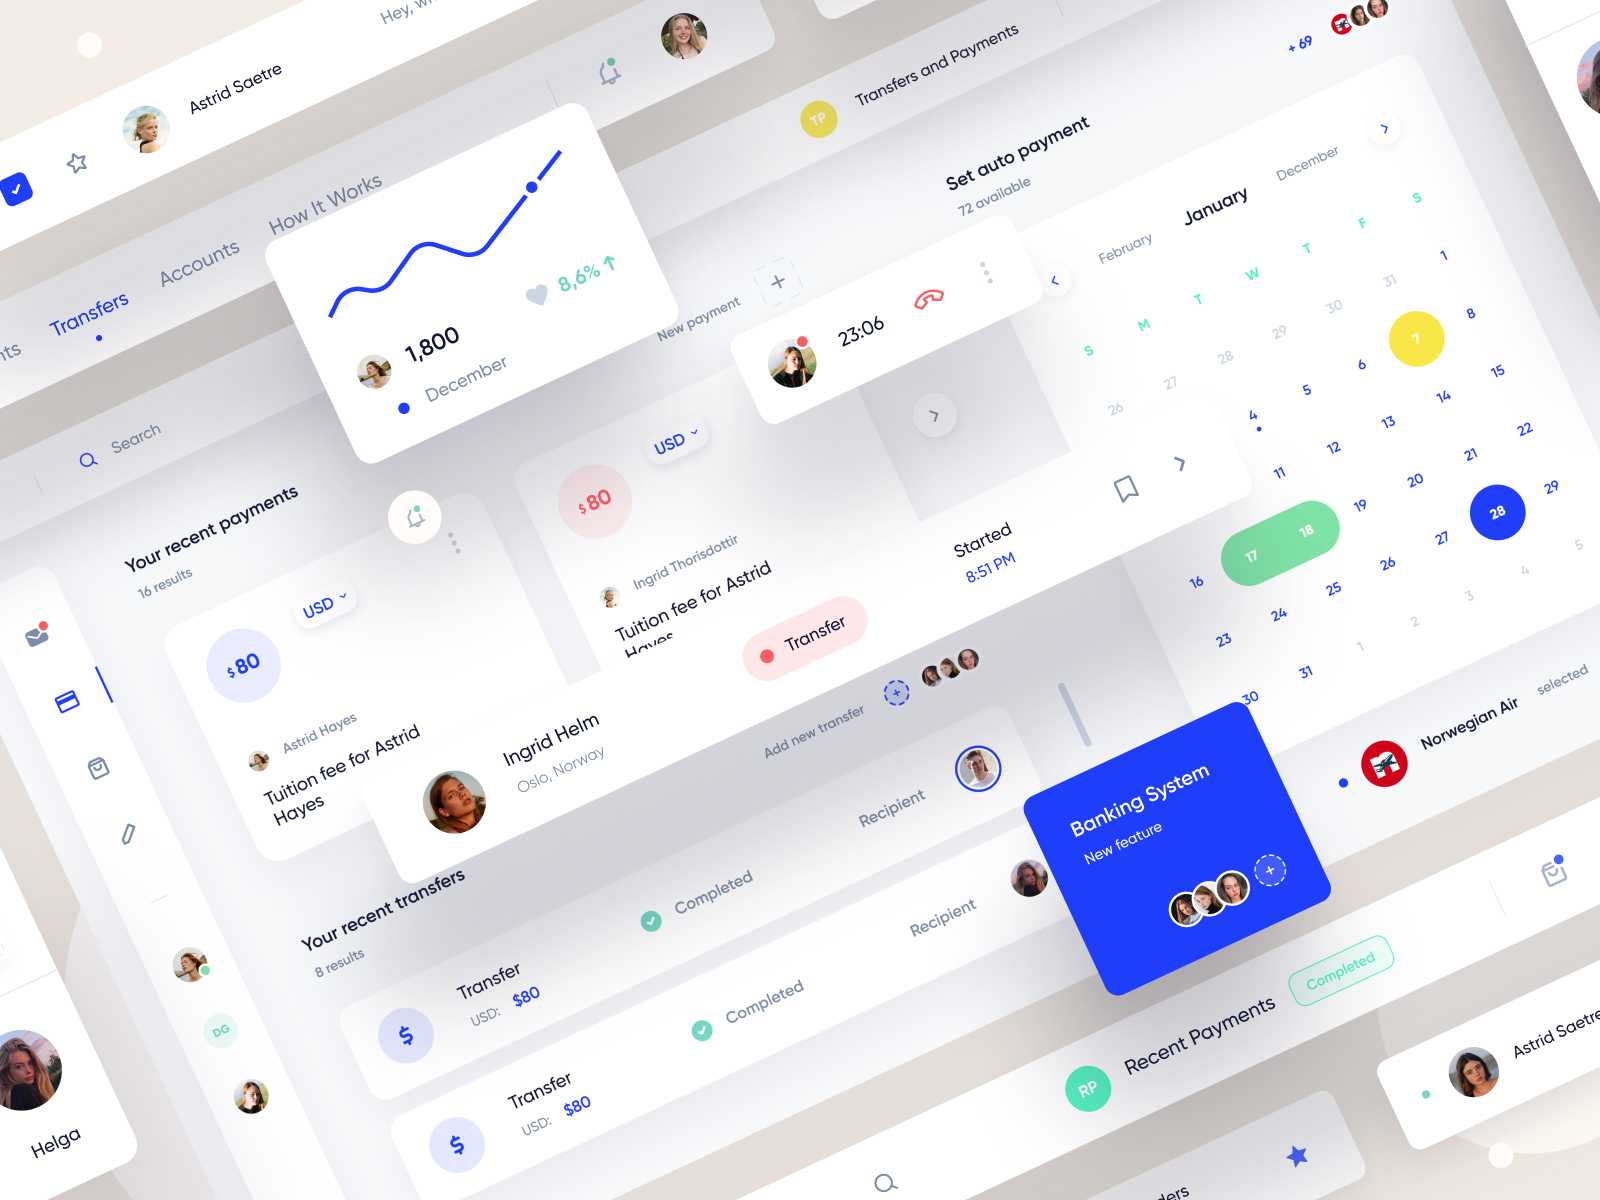 Hey, wh
Astrid Saetre
How It Works
Accounts
Transfers
nts
Search
TP
Transfers and Payments
+ 69
Set auto payment
72 available
February
January
December
S M T W T F S
26 27 28 29 30 31 1
4 5 6 7 8
11 12 13 14 15
16 17 18 19 20 21 22
23 24 25 26 27 28 29
30 31 1 2 3 4 5
8,6%
1,800
December
New payment
23:06
Your recent payments
16 results
USD
$80
Astrid Hayes
Tuition fee for Astrid
Hayes
USD
$80
Ingrid Thorisdottir
Tuition fee for Astrid
Hayes
Started
8:51 PM
Transfer
Ingrid Helm
Oslo, Norway
Add new transfer
Your recent transfers
8 results
Transfer
USD: $80
Completed
Recipient
Transfer
USD: $80
Completed
Recipient
Banking System
New feature
Norwegian Air
selected
DG
Helga
RP
Recent Payments
Completed
Astrid Saetre
ders